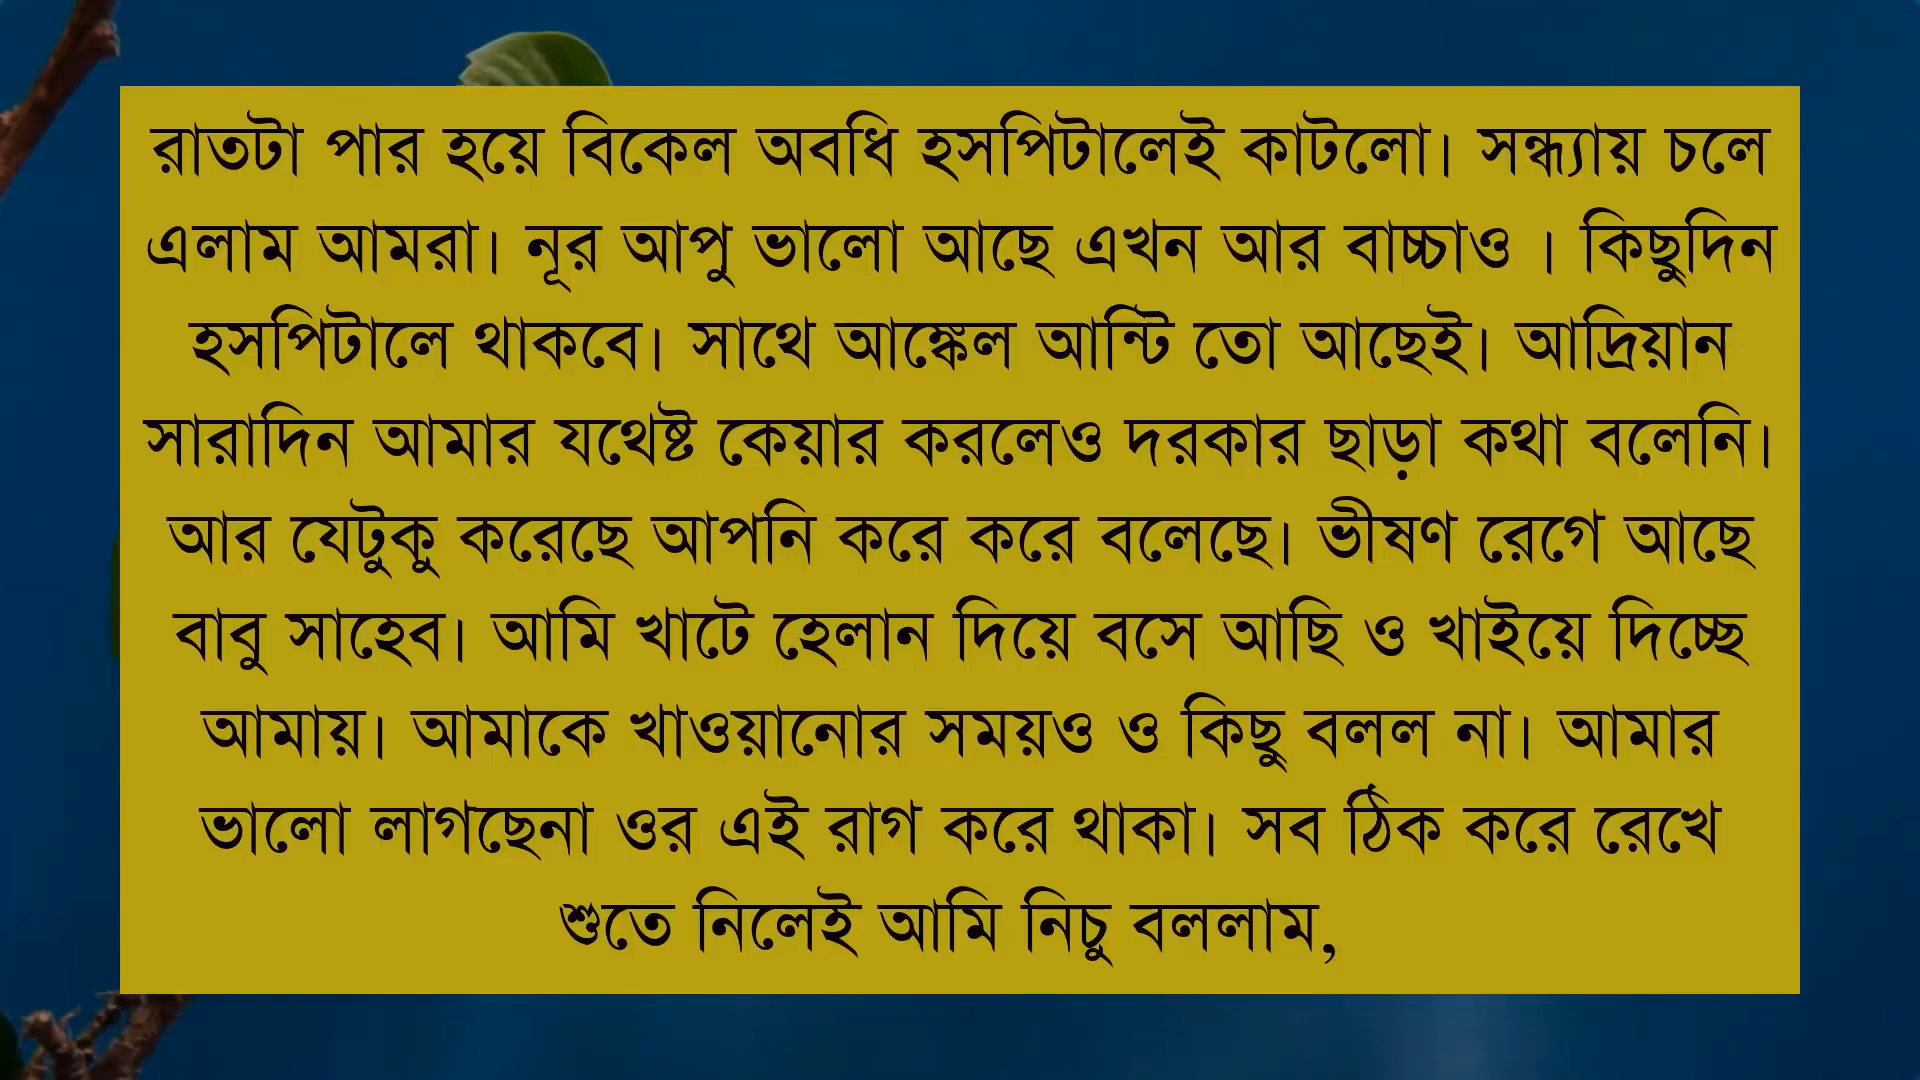 রাতটা পার হয়ে বিকেল অবধি হসপিটালেই কাটলো। সন্ধ্যায় চলে
এলাম আমরা। নূর আপু ভালো আছে এখন আর বাচ্চাও । কিছুদিন
হসপিটালে থাকবে। সাথে আঙ্কেল আন্টি তো আছেই। আদ্রিয়ান
সারাদিন আমার যথেষ্ট কেয়ার করলেও দরকার ছাড়া কথা বলেনি।
আর যেটুকু করেছে আপনি করে করে বলেছে। ভীষণ রেগে আছে
বাবু সাহেব। আমি খাটে হেলান দিয়ে বসে আছি ও খাইয়ে দিচ্ছে
আমায়। আমাকে খাওয়ানোর সময়ও ও কিছু বলল না। আমার
ভালো লাগছেনা ওর এই রাগ করে থাকা। সব ঠিক করে রেখে
শুতে নিলেই আমি নিচু বললাম,